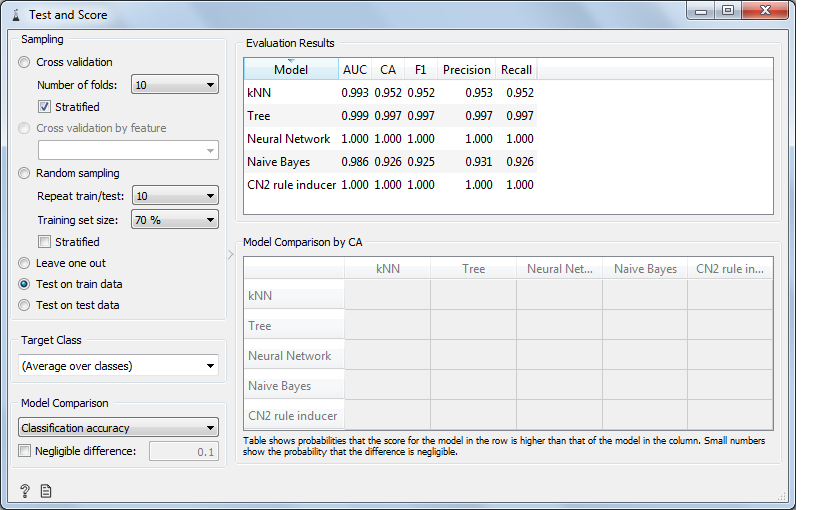 Test and Score
Sampling
Cross validation
Number of folds: 10
Stratified
Cross validation by feature
Random sampling
Repeat train/test: 10
Training set size: 70 %
Stratified
Leave one out
Test on train data
Test on test data
Target Class
(Average over classes)
Model Comparison
Classification accuracy
Negligible difference: 0.1
Evaluation Results
Model AUC CA F1 Precision Recall
kNN 0.993 0.952 0.952 0.953 0.952
Tree 0.999 0.997 0.997 0.997 0.997
Neural Network 1.000 1.000 1.000 1.000 1.000
Naive Bayes 0.986 0.926 0.925 0.931 0.926
CN2 rule inducer 1.000 1.000 1.000 1.000 1.000
Model Comparison by CA
kNN Tree Neural Net... Naive Bayes CN2 rule in...
kNN
Tree
Neural Network
Naive Bayes
CN2 rule inducer
Table shows probabilities that the score for the model in the row is higher than that of the model in the column. Small numbers
show the probability that the difference is negligible.
?